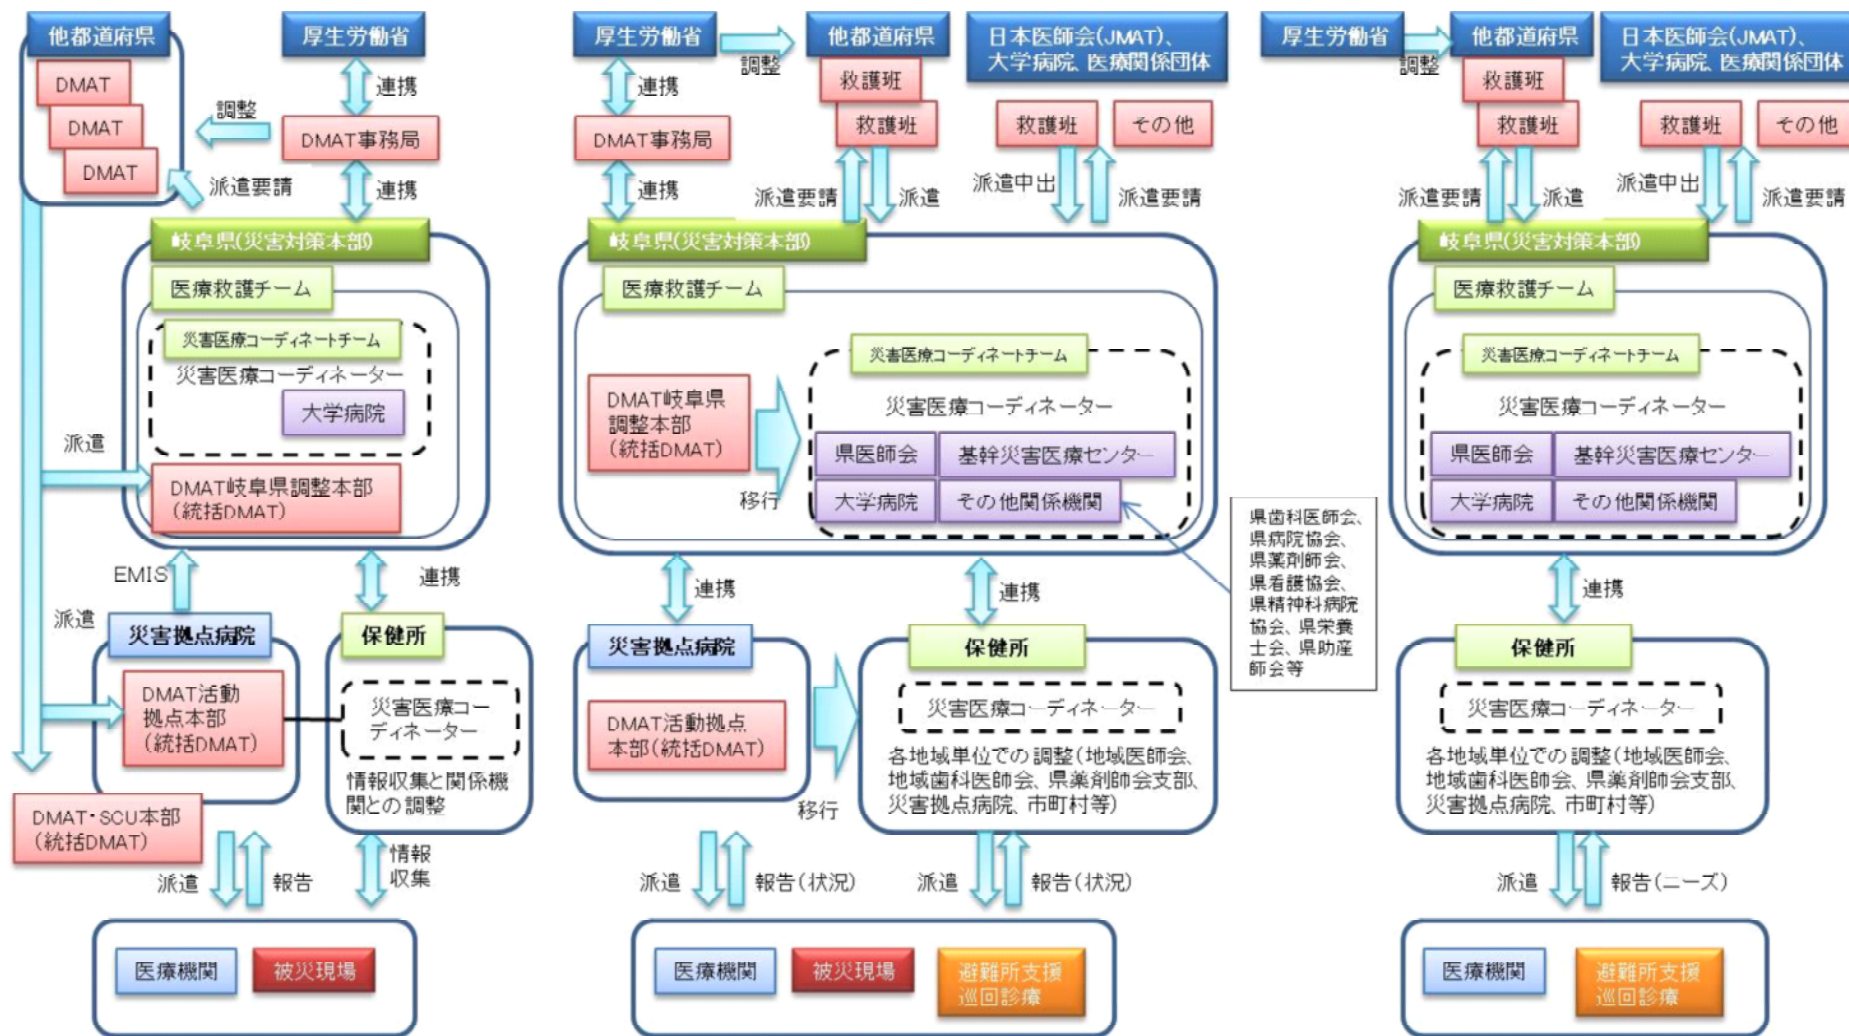 他都道府県
DMAT
DMAT
DMAT
厚生労働省
連携
調整
DMAT事務局
派遣要請
連携
岐阜県(災害対策本部)
医療救護チーム
災害医療コーディネートチーム
災害医療コーディネーター
大学病院
派遣
DMAT岐阜県調整本部
(統括DMAT)
EMIS
連携
派遣
災害拠点病院
DMAT活動
拠点本部
(統括DMAT)
保健所
災害医療コー
ディネーター
情報収集と関係機
関との調整
DMAT・SCU本部
(統括DMAT)
派遣
報告
情報
収集
医療機関
被災現場
厚生労働省
調整
他都道府県
救護班
救護班
日本医師会(JMAT)、
大学病院、医療関係団体
救護班
その他
連携
DMAT事務局
連携
派遣要請
派遣
派遣申出
派遣要請
岐阜県(災害対策本部)
医療救護チーム
DMAT岐阜県
調整本部
(統括DMAT)
移行
災害医療コーディネートチーム
災害医療コーディネーター
県医師会
基幹災害医療センター
大学病院
その他関係機関
県歯科医師会、
県病院協会、
県薬剤師会、
県看護協会、
県精神科病院
協会、県栄養
士会、県助産
師会等
連携
連携
災害拠点病院
DMAT活動拠点
本部(統括DMAT)
移行
保健所
災害医療コーディネーター
各地域単位での調整(地域医師会、
地域歯科医師会、県薬剤師会支部、
災害拠点病院、市町村等)
派遣
報告(状況)
派遣
報告(状況)
医療機関
被災現場
避難所支援
巡回診療
厚生労働省
調整
他都道府県
救護班
救護班
日本医師会(JMAT)、
大学病院、医療関係団体
救護班
その他
派遣要請
派遣
派遣申出
派遣要請
岐阜県(災害対策本部)
医療救護チーム
災害医療コーディネートチーム
災害医療コーディネーター
県医師会
基幹災害医療センター
大学病院
その他関係機関
連携
保健所
災害医療コーディネーター
各地域単位での調整(地域医師会、
地域歯科医師会、県薬剤師会支部、
災害拠点病院、市町村等)
派遣
報告(ニーズ)
医療機関
避難所支援
巡回診療